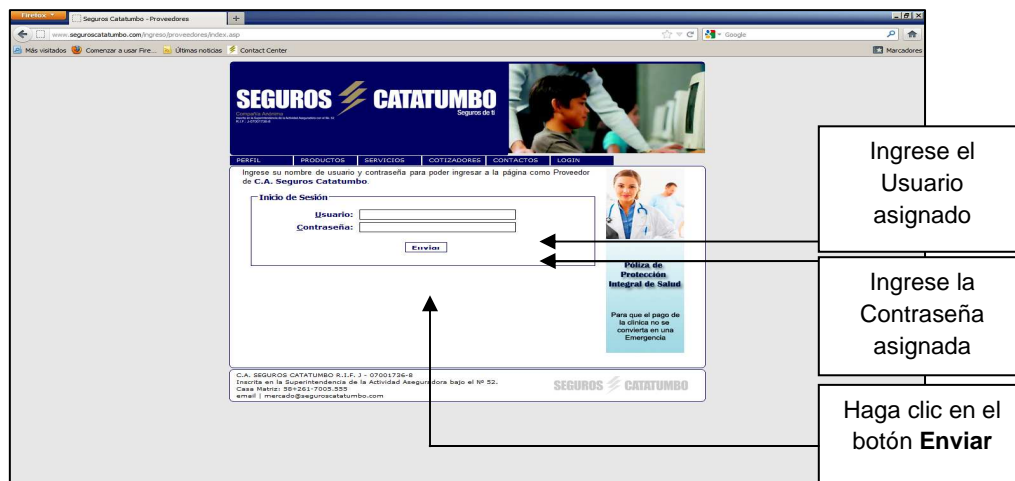 Firefox
Seguros Catatumbo - Proveedores
www.seguroscatatumbo.com/ingreso/proveedores/index.asp
Google
Más visitados Comenzar a usar Fire... Últimas noticias Contact Center Marcadores
SEGUROS CATATUMBO
Seguros de ti
Compañía Anónima
PERFIL PRODUCTOS SERVICIOS COTIZADORES CONTACTOS LOGIN
Ingrese su nombre de usuario y contraseña para poder ingresar a la página como Proveedor
de C.A. Seguros Catatumbo.
Inicio de Sesión
Usuario:
Contraseña:
Enviar
Póliza de
Protección
Integral de Salud
Para que el pago de
la clínica no se
convierta en una
Emergencia
C.A. SEGUROS CATATUMBO R.I.F. J - 07001736-8
Inscrita en la Superintendencia de la Actividad Aseguradora bajo el Nº 52.
Casa Matriz: 58+261-7005.555
email | mercado@seguroscatatumbo.com
SEGUROS CATATUMBO
Ingrese el
Usuario
asignado
Ingrese la
Contraseña
asignada
Haga clic en el
botón Enviar